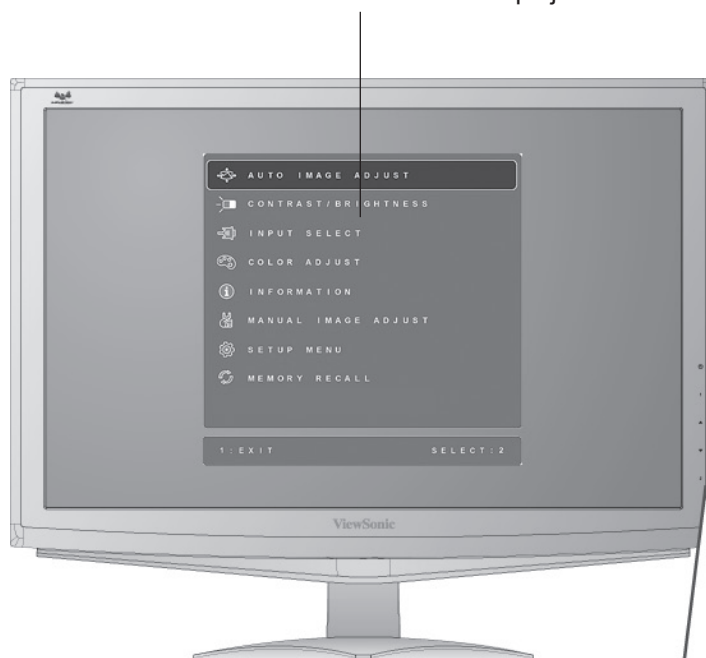 AUTO IMAGE ADJUST
CONTRAST/BRIGHTNESS
INPUT SELECT
COLOR ADJUST
INFORMATION
MANUAL IMAGE ADJUST
SETUP MENU
MEMORY RECALL
1:EXIT SELECT:2
ViewSonic